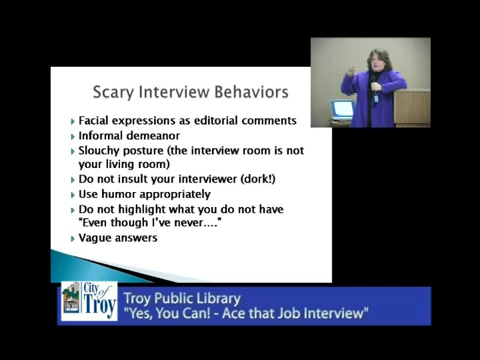 Scary Interview Behaviors
Facial expressions as editorial comments
Informal demeanor
Slouchy posture (the interview room is not
your living room)
Do not insult your interviewer (dork!)
Use humor appropriately
Do not highlight what you do not have
“Even though I’ve never....”
Vague answers
City
of
Troy
Troy Public Library
"Yes, You Can! - Ace that Job Interview"